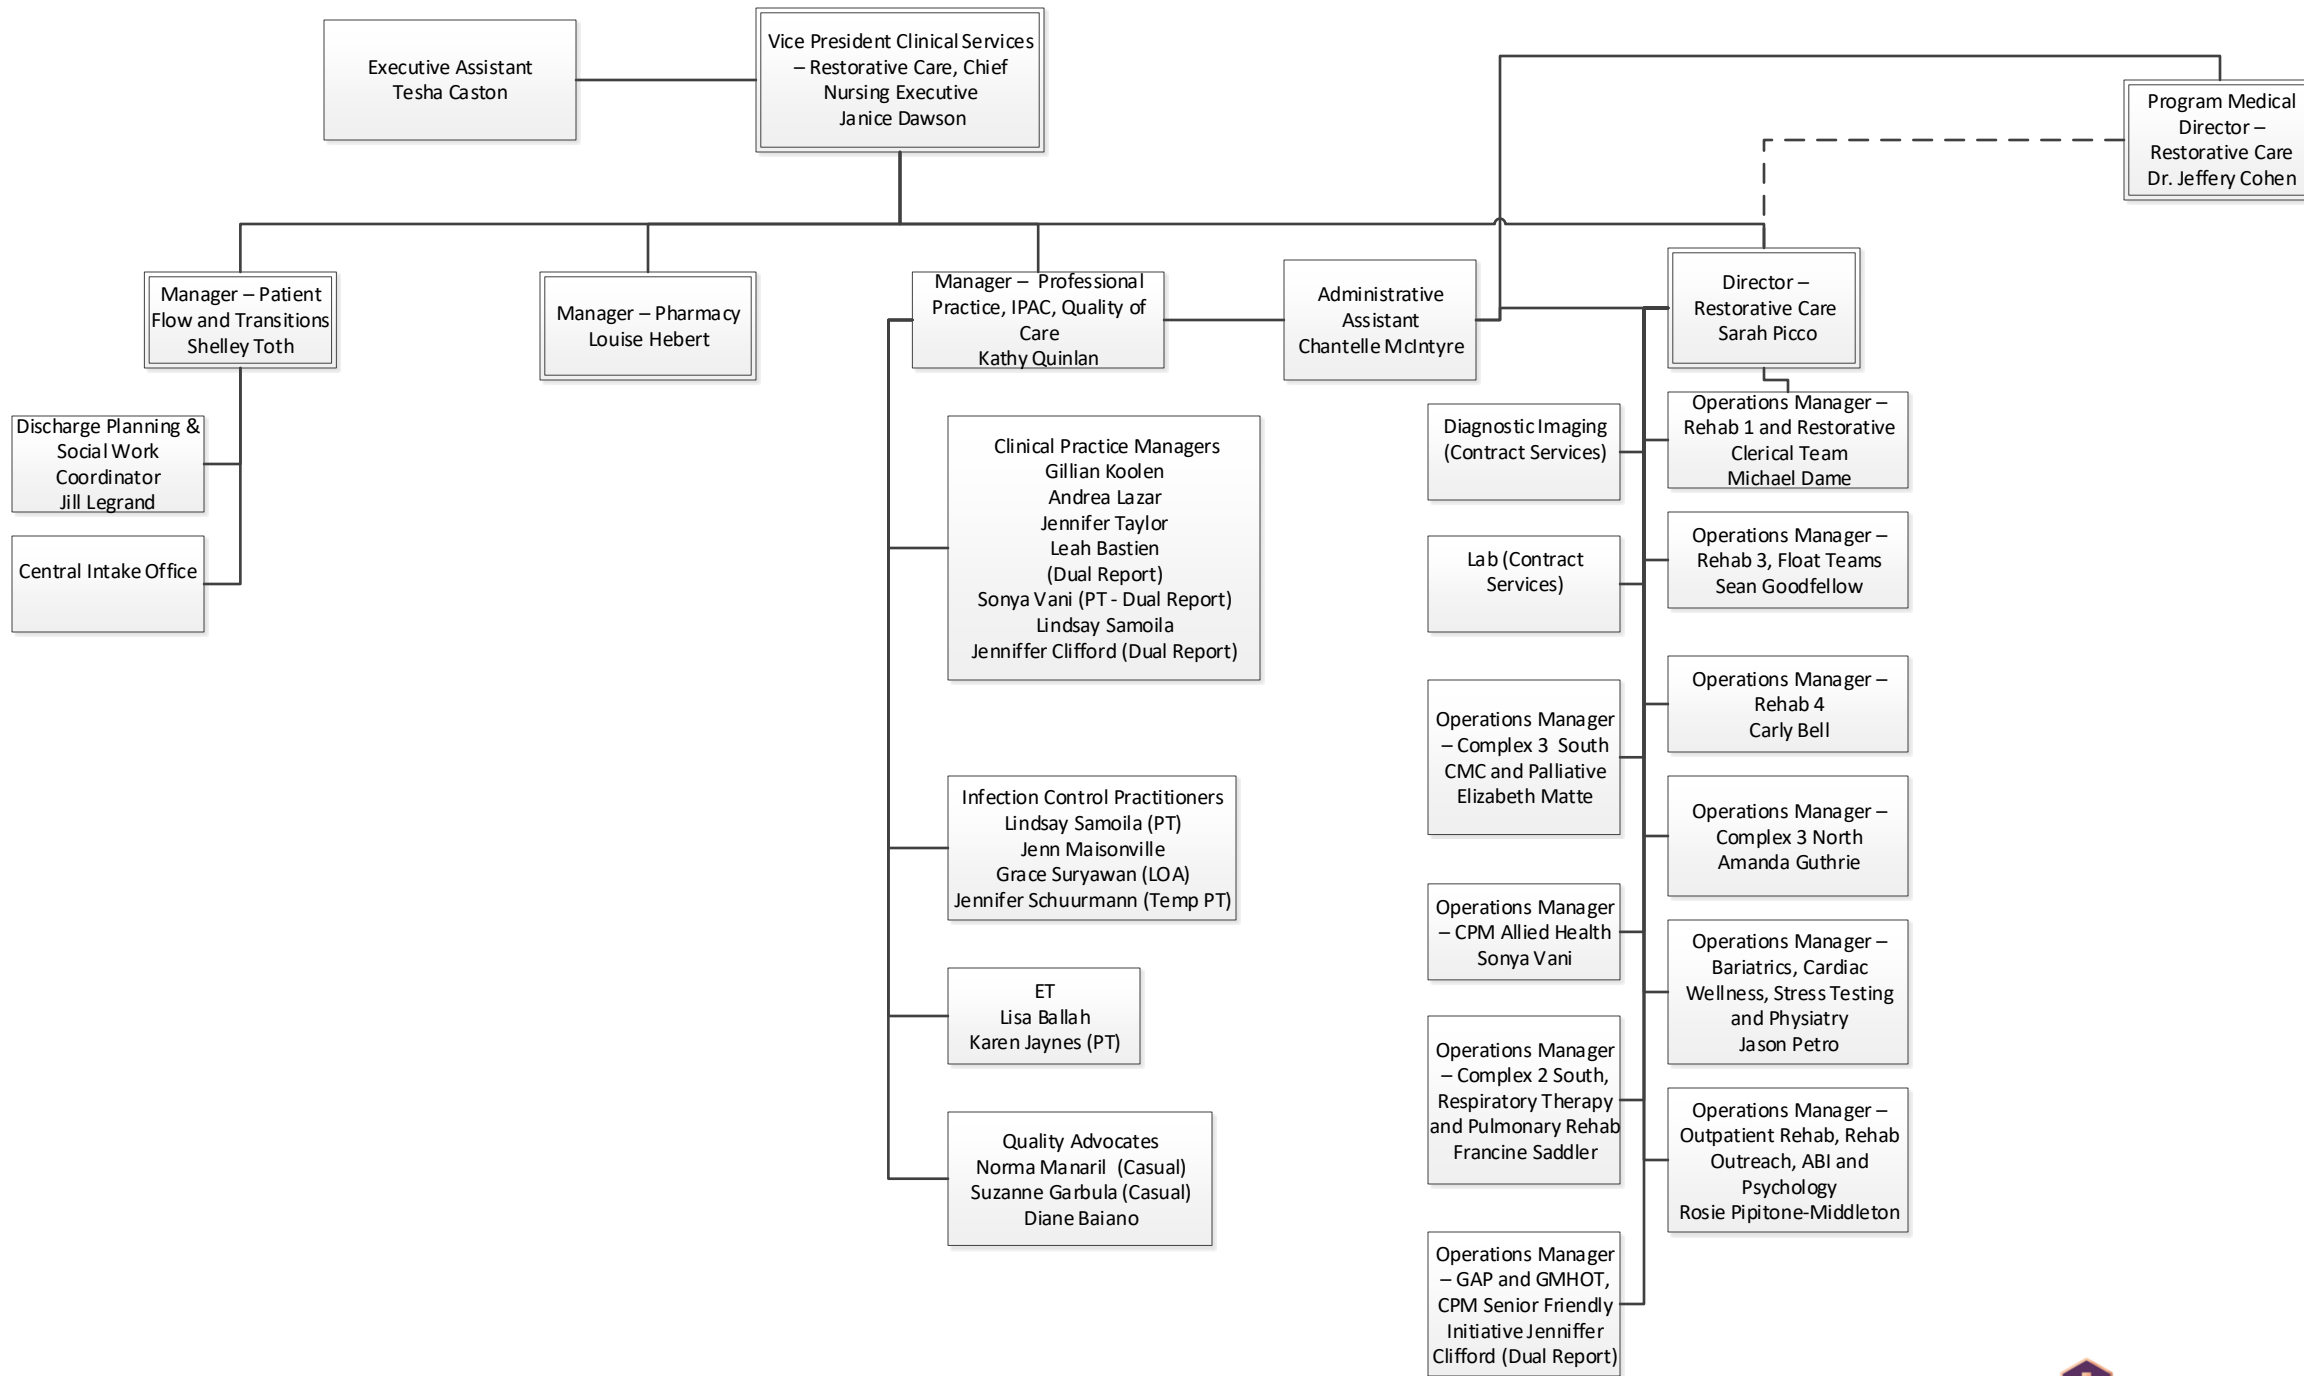 Executive Assistant
Tesha Caston
Vice President Clinical Services
– Restorative Care, Chief
Nursing Executive
Janice Dawson
Program Medical
Director –
Restorative Care
Dr. Jeffery Cohen
Manager – Patient
Flow and Transitions
Shelley Toth
Manager – Pharmacy
Louise Hebert
Manager – Professional
Practice, IPAC, Quality of
Care
Kathy Quinlan
Administrative
Assistant
Chantelle McIntyre
Director –
Restorative Care
Sarah Picco
Discharge Planning &
Social Work
Coordinator
Jill Legrand
Central Intake Office
Clinical Practice Managers
Gillian Koolen
Andrea Lazar
Jennifer Taylor
Leah Bastien
(Dual Report)
Sonya Vani (PT - Dual Report)
Lindsay Samoila
Jenniffer Clifford (Dual Report)
Infection Control Practitioners
Lindsay Samoila (PT)
Jenn Maisonville
Grace Suryawan (LOA)
Jennifer Schuurmann (Temp PT)
ET
Lisa Ballah
Karen Jaynes (PT)
Quality Advocates
Norma Manaril (Casual)
Suzanne Garbula (Casual)
Diane Baiano
Diagnostic Imaging
(Contract Services)
Lab (Contract
Services)
Operations Manager
– Complex 3 South
CMC and Palliative
Elizabeth Matte
Operations Manager
– CPM Allied Health
Sonya Vani
Operations Manager
– Complex 2 South,
Respiratory Therapy
and Pulmonary Rehab
Francine Saddler
Operations Manager
– GAP and GMHOT,
CPM Senior Friendly
Initiative Jenniffer
Clifford (Dual Report)
Operations Manager –
Rehab 1 and Restorative
Clerical Team
Michael Dame
Operations Manager –
Rehab 3, Float Teams
Sean Goodfellow
Operations Manager –
Rehab 4
Carly Bell
Operations Manager –
Complex 3 North
Amanda Guthrie
Operations Manager –
Bariatrics, Cardiac
Wellness, Stress Testing
and Physiatry
Jason Petro
Operations Manager –
Outpatient Rehab, Rehab
Outreach, ABI and
Psychology
Rosie Pipitone-Middleton